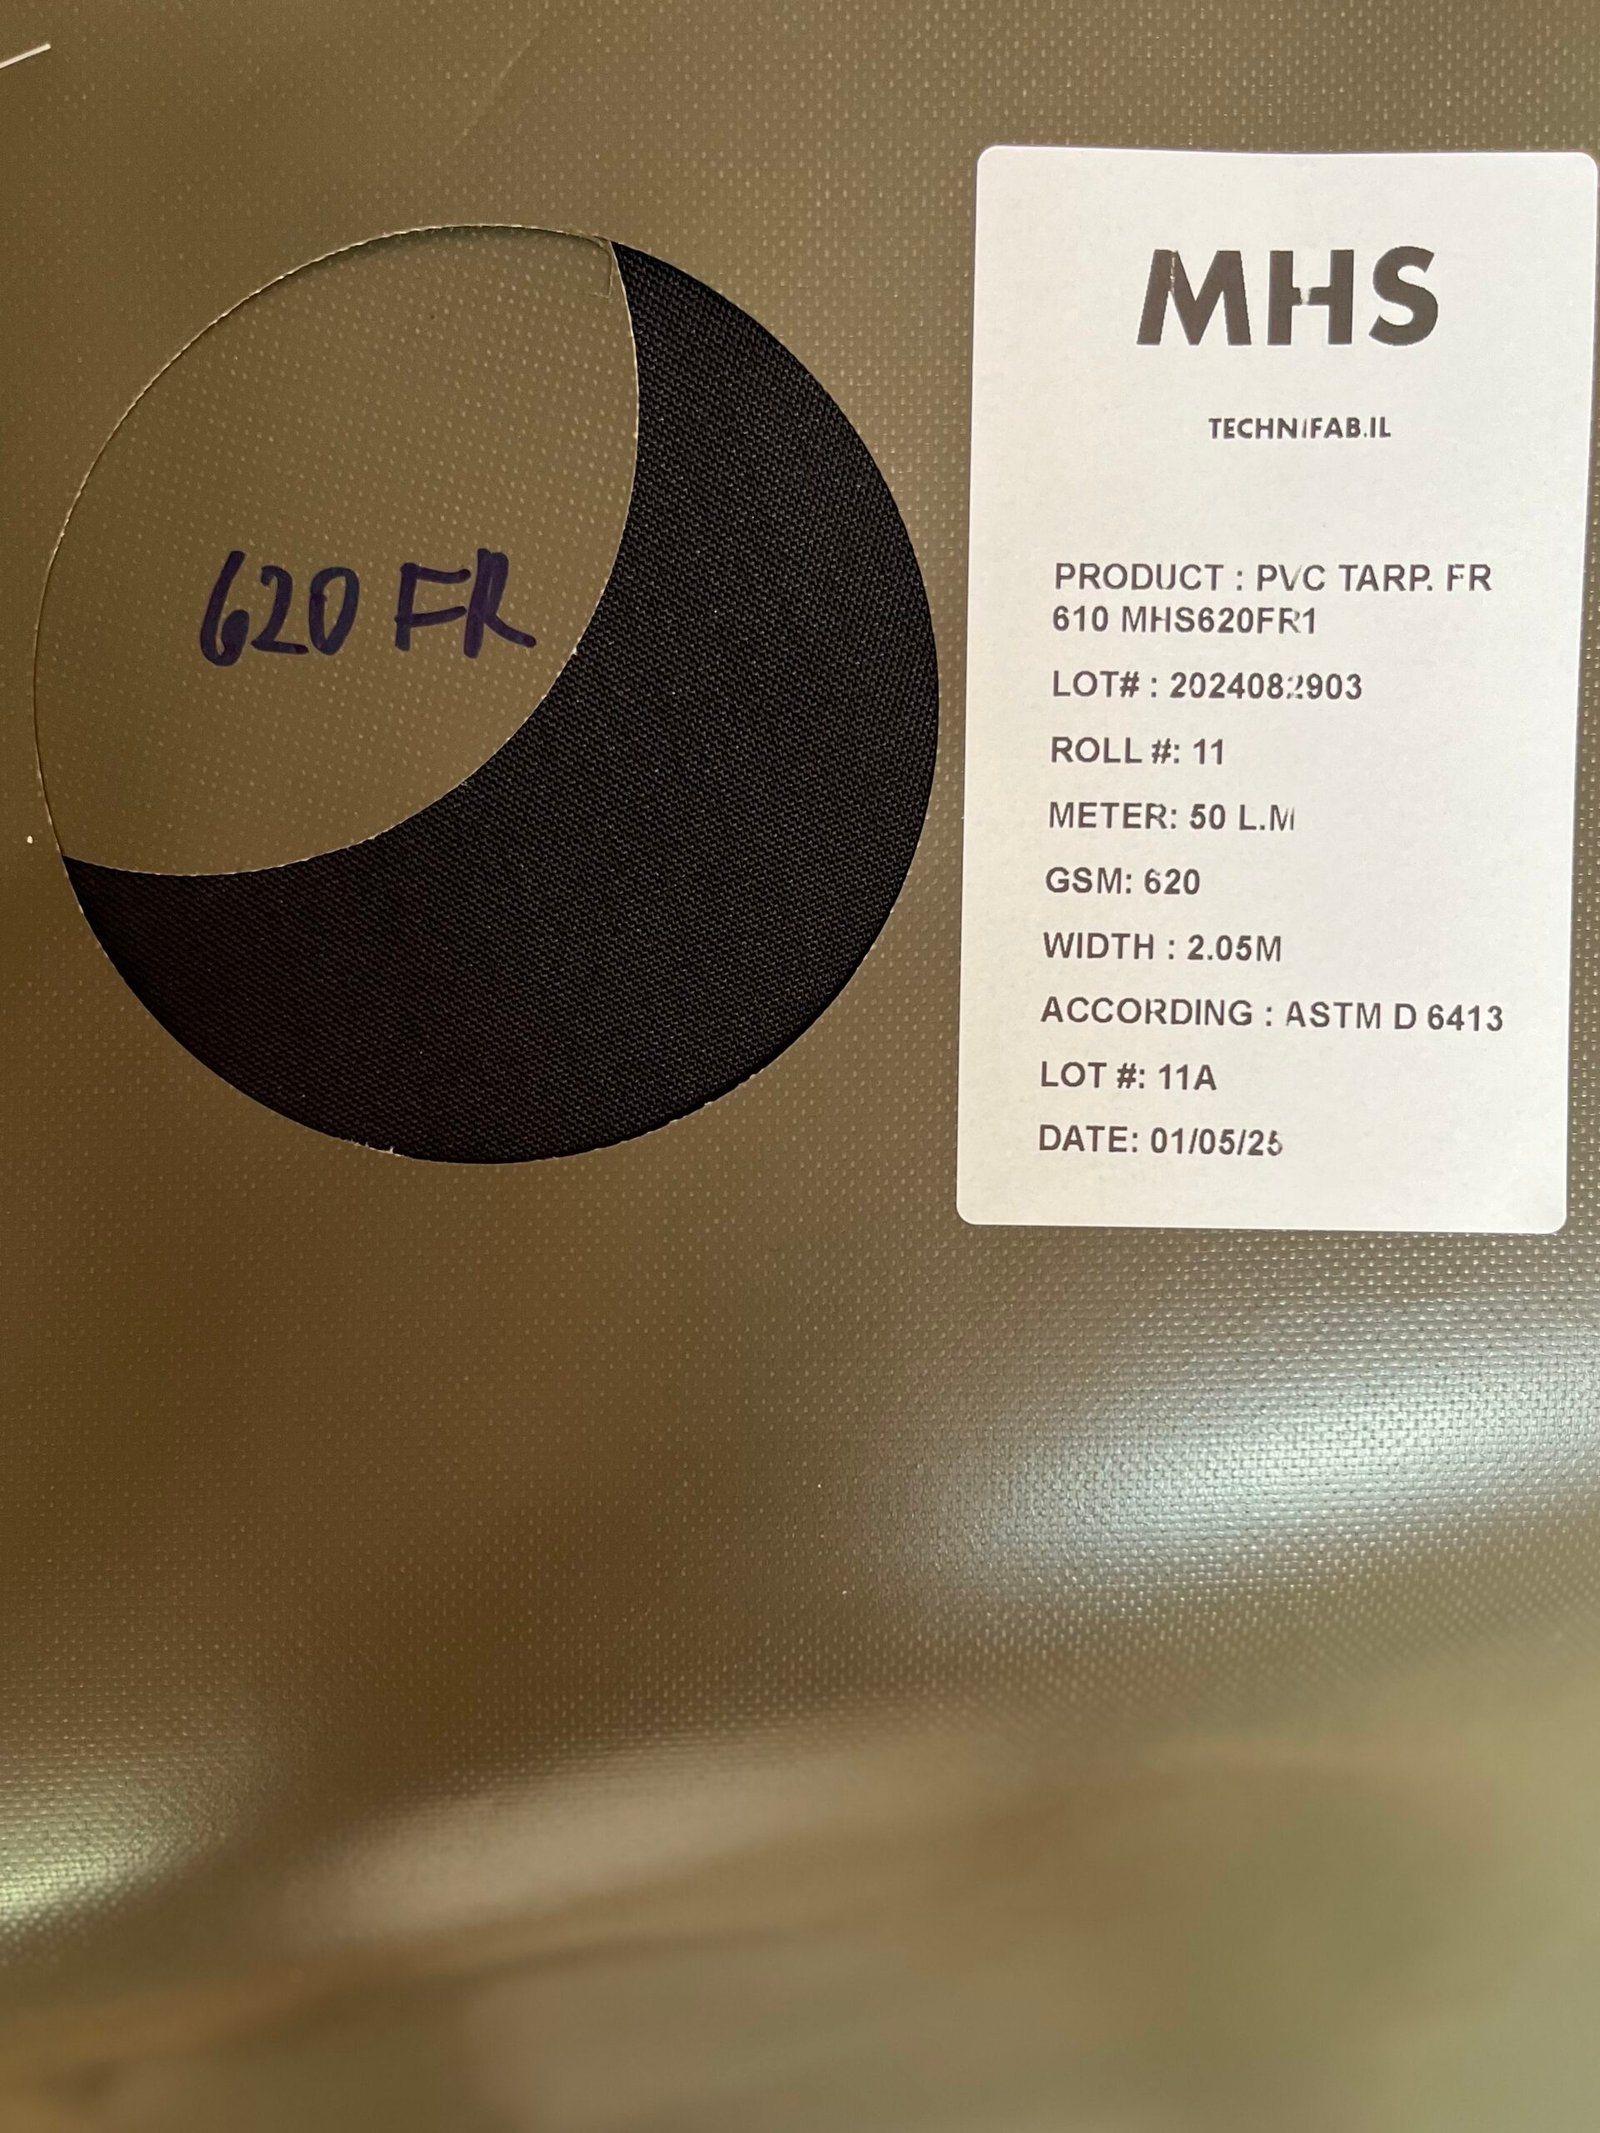 620 FR
MHS
TECHNIFAB.IL
PRODUCT : PVC TARP. FR
610 MHS620FR1
LOT# : 2024082903
ROLL #: 11
METER: 50 L.M
GSM: 620
WIDTH : 2.05M
ACCORDING : ASTM D 6413
LOT #: 11A
DATE: 01/05/25